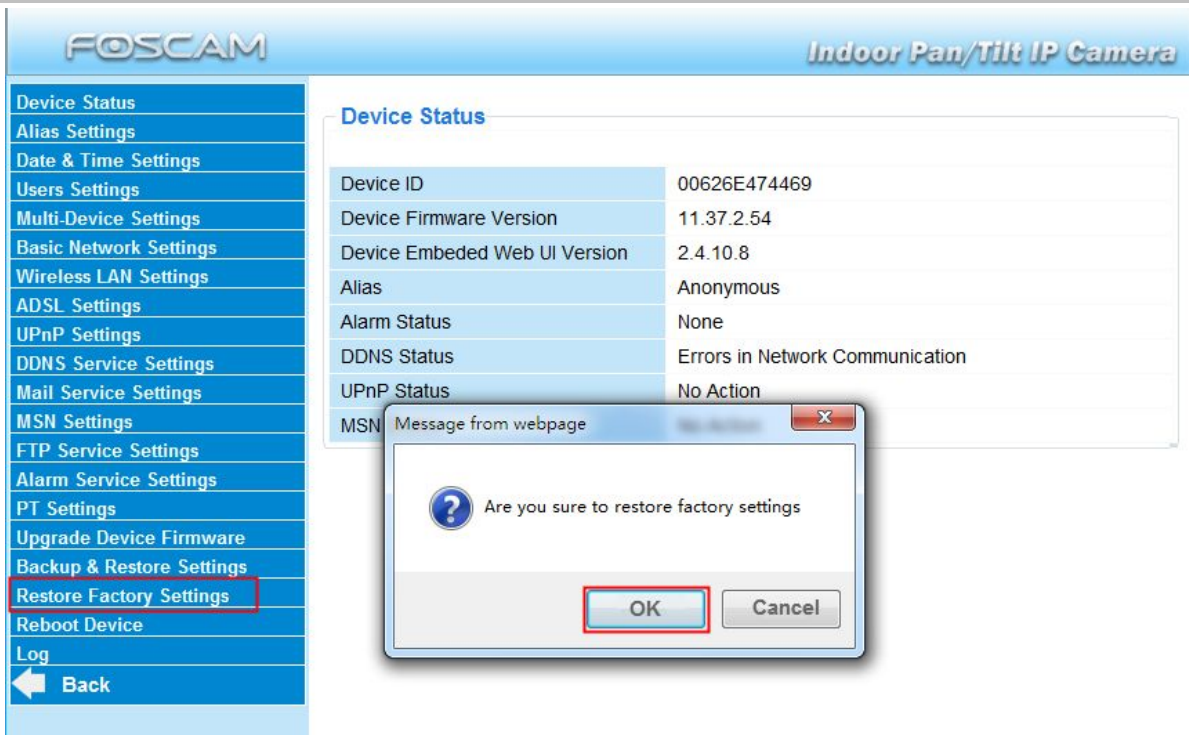 FOSCAM
Indoor Pan/Tilt IP Camera
Device Status
Alias Settings
Date & Time Settings
Users Settings
Multi-Device Settings
Basic Network Settings
Wireless LAN Settings
ADSL Settings
UPnP Settings
DDNS Service Settings
Mail Service Settings
MSN Settings
FTP Service Settings
Alarm Service Settings
PT Settings
Upgrade Device Firmware
Backup & Restore Settings
Restore Factory Settings
Reboot Device
Log
Back
Device Status
Device ID 00626E474469
Device Firmware Version 11.37.2.54
Device Embeded Web UI Version 2.4.10.8
Alias Anonymous
Alarm Status None
DDNS Status Errors in Network Communication
UPnP Status No Action
MSN
Message from webpage
Are you sure to restore factory settings
OK Cancel